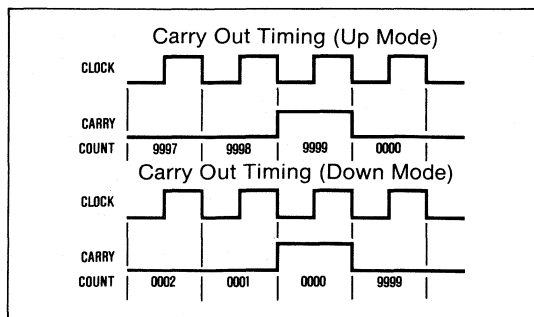 Carry Out Timing (Up Mode)
CLOCK
CARRY
COUNT 9997 9998 9999 0000
Carry Out Timing (Down Mode)
CLOCK
CARRY
COUNT 0002 0001 0000 9999